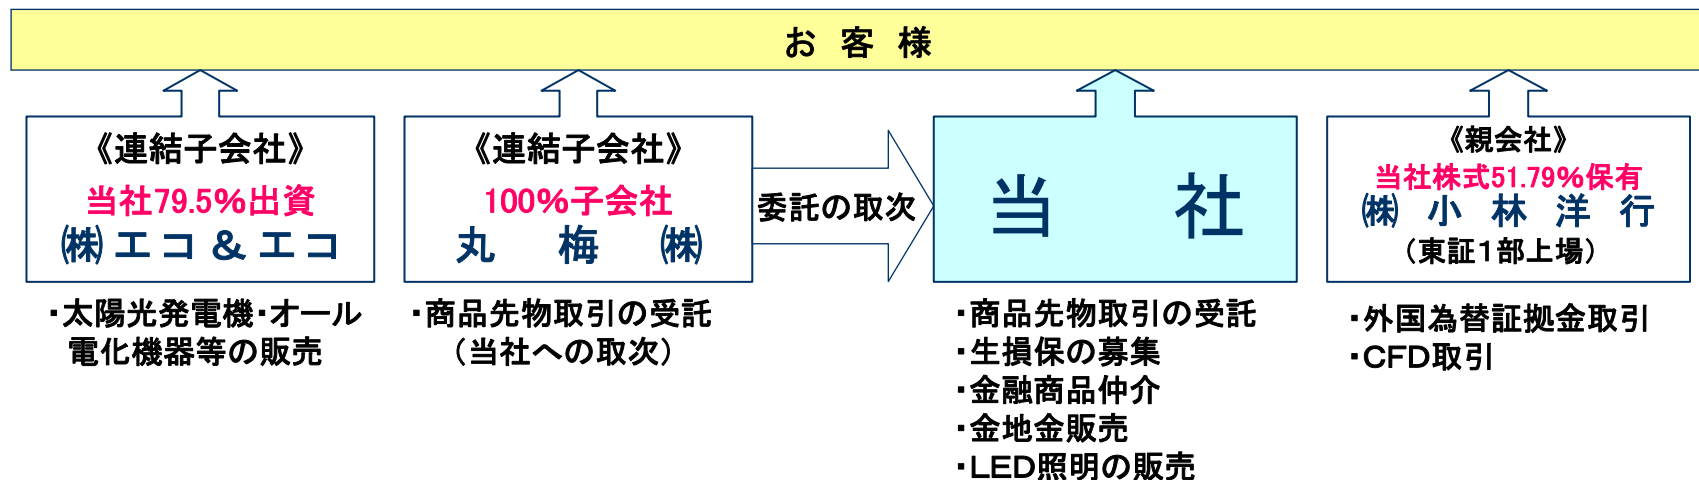 お 客 様
《連結子会社》
当社79.5%出資
㈱エコ&エコ
・太陽光発電機・オール
電化機器等の販売
《連結子会社》
100%子会社
丸 梅 ㈱
・商品先物取引の受託
(当社への取次)
委託の取次
当 社
・商品先物取引の受託
・生損保の募集
・金融商品仲介
・金地金販売
・LED照明の販売
《親会社》
当社株式51.79%保有
㈱ 小 林 洋 行
(東証1部上場)
・外国為替証拠金取引
・CFD取引